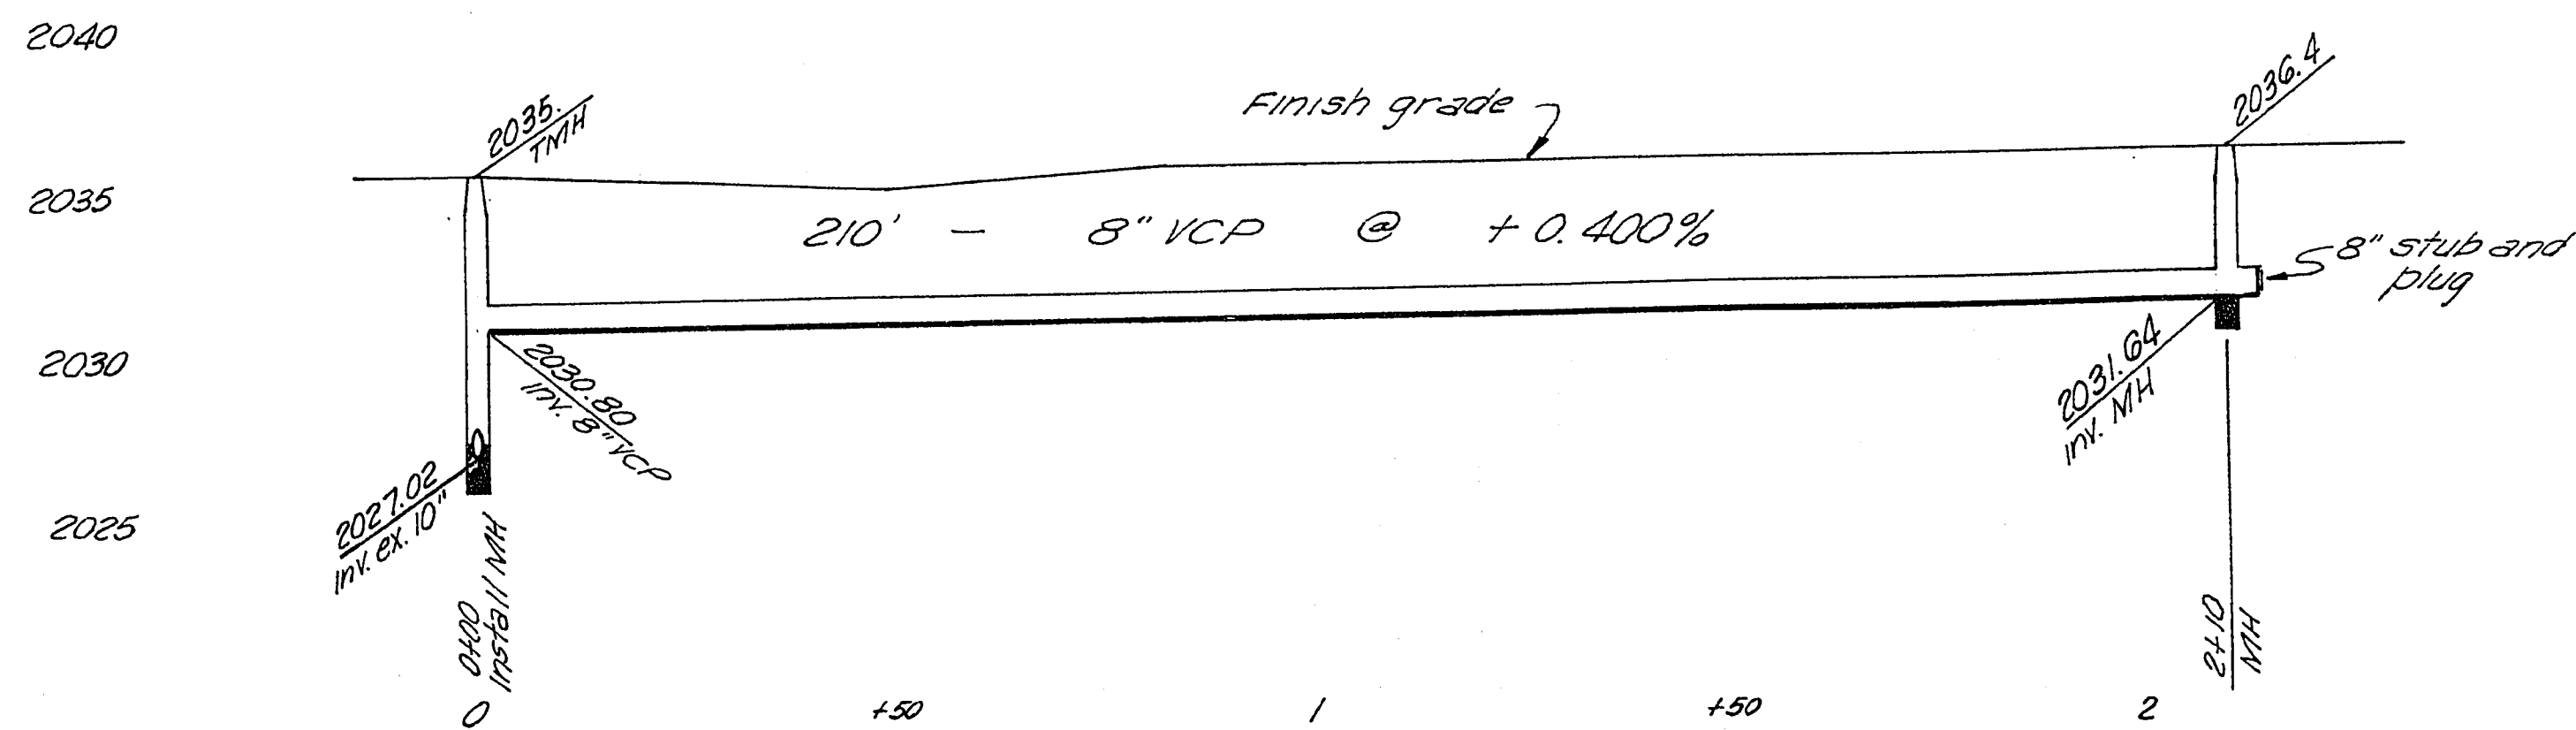 2040
2035.
TMH
Finish grade
2036.4
2035
210' - 8" VCP @ + 0.400%
8" stub and
plug
2030
2030.80
Inv. 8" VCP
2031.64
Inv. MH
2027.02
Inv. ex. 10"
2025
0+00
Install MH
2+10
MH
0 +50 1 +50 2